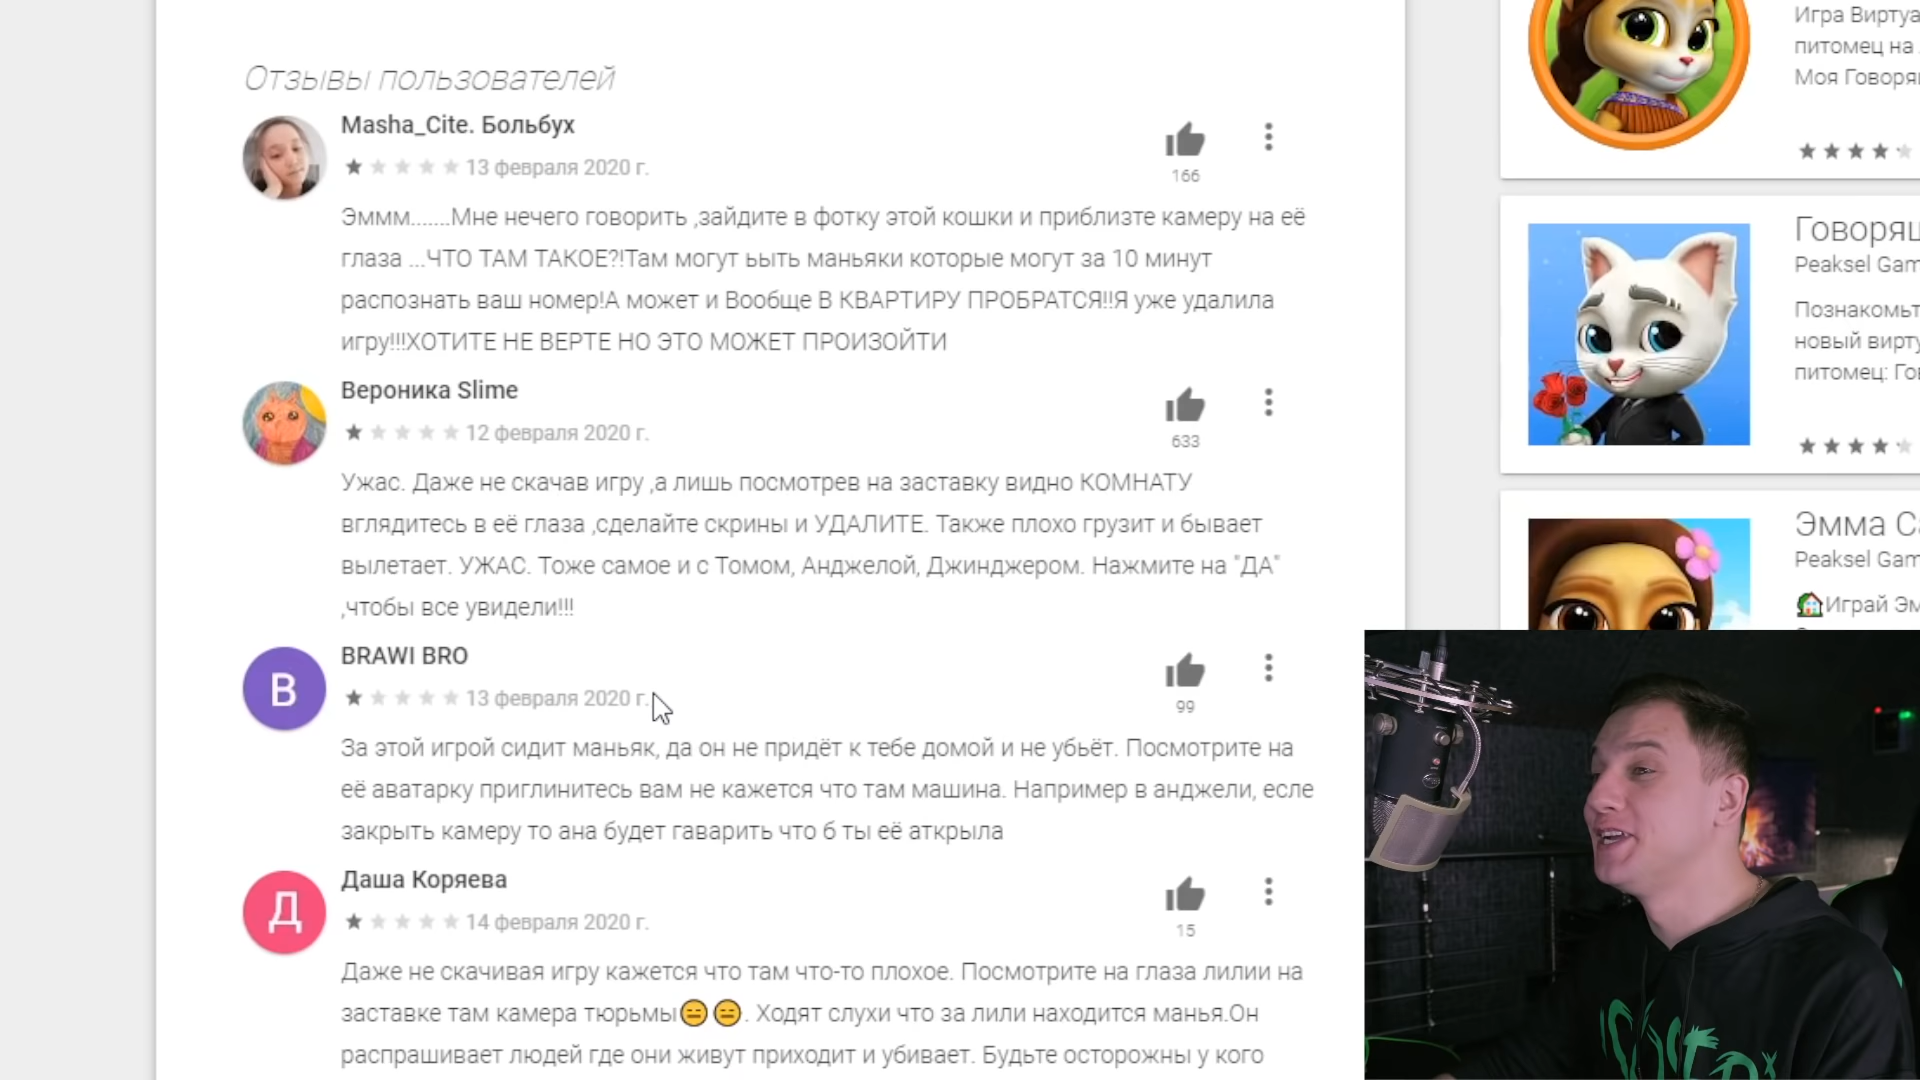 Отзывы пользователей
Masha_Cite. Больбух
13 февраля 2020 г.
166
Эммм.......Мне нечего говорить ,зайдите в фотку этой кошки и приблизте камеру на её
глаза ...ЧТО ТАМ ТАКОЕ?!Там могут ьыть маньяки которые могут за 10 минут
распознать ваш номер!А может и Вообще В КВАРТИРУ ПРОБРАТСЯ!!Я уже удалила
игру!!!ХОТИТЕ НЕ ВЕРТЕ НО ЭТО МОЖЕТ ПРОИЗОЙТИ
Вероника Slime
12 февраля 2020 г.
633
Ужас. Даже не скачав игру ,а лишь посмотрев на заставку видно КОМНАТУ
вглядитесь в её глаза ,сделайте скрины и УДАЛИТЕ. Также плохо грузит и бывает
вылетает. УЖАС. Тоже самое и с Томом, Анджелой, Джинджером. Нажмите на "ДА"
,чтобы все увидели!!!
BRAWI BRO
B
13 февраля 2020 г.
99
За этой игрой сидит маньяк, да он не придёт к тебе домой и не убьёт. Посмотрите на
её аватарку приглинитесь вам не кажется что там машина. Например в анджели, есле
закрыть камеру то ана будет гаварить что б ты её аткрыла
Даша Коряева
Д
14 февраля 2020 г.
15
Даже не скачивая игру кажется что там что-то плохое. Посмотрите на глаза лилии на
заставке там камера тюрьмы😑😑. Ходят слухи что за лили находится манья.Он
распрашивает людей где они живут приходит и убивает. Будьте осторожны у кого
Игра Вирту
питомец на
Моя Говоря
Говорящ
Peaksel Gam
Познакомьт
новый вирту
питомец: Гов
Эмма Са
Peaksel Gam
🏠Играй Эм